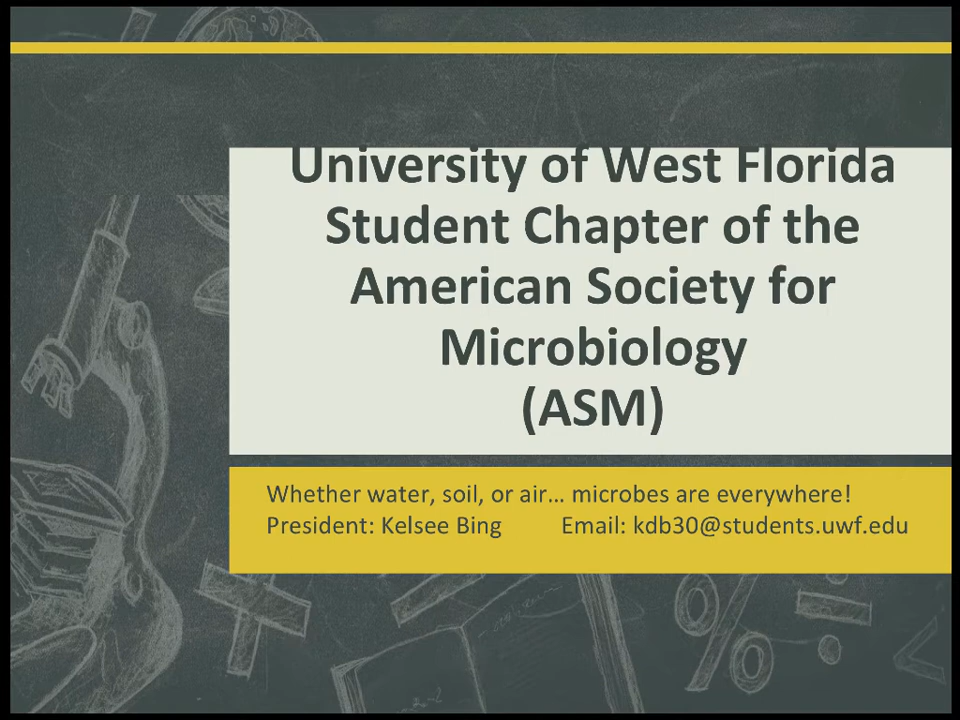 University of West Florida
Student Chapter of the
American Society for
Microbiology
(ASM)
Whether water, soil, or air… microbes are everywhere!
President: Kelsee Bing Email: kdb30@students.uwf.edu